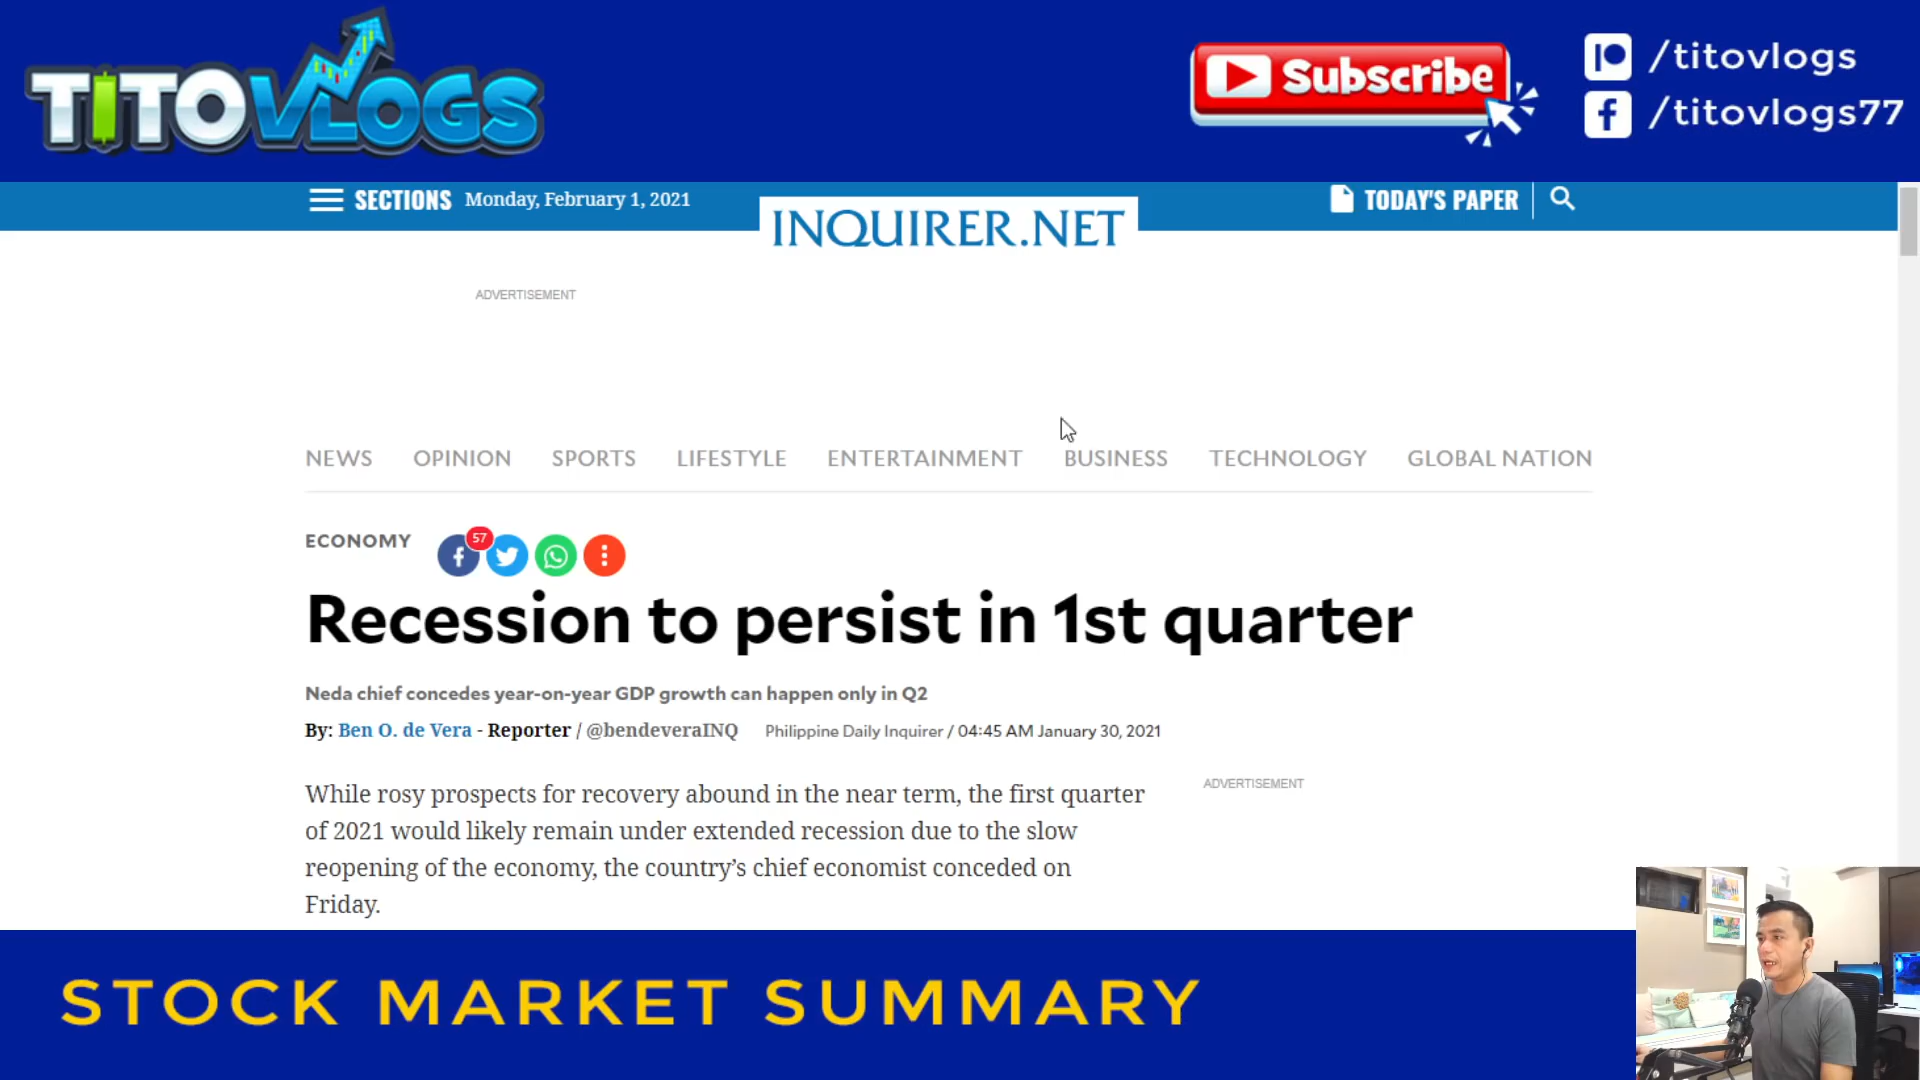 TITOVLOGS
Subscribe
/titovlogs
/titovlogs77
SECTIONS Monday, February 1, 2021
INQUIRER.NET
TODAY'S PAPER
ADVERTISEMENT
NEWS OPINION SPORTS LIFESTYLE ENTERTAINMENT BUSINESS TECHNOLOGY GLOBAL NATION
ECONOMY
57
Recession to persist in 1st quarter
Neda chief concedes year-on-year GDP growth can happen only in Q2
By: Ben O. de Vera - Reporter / @bendeveraINQ Philippine Daily Inquirer / 04:45 AM January 30, 2021
While rosy prospects for recovery abound in the near term, the first quarter
of 2021 would likely remain under extended recession due to the slow
reopening of the economy, the country’s chief economist conceded on
Friday.
ADVERTISEMENT
STOCK MARKET SUMMARY